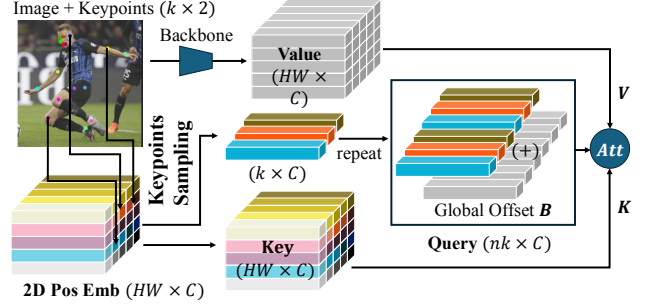 Image + Keypoints (k × 2)
Backbone
Value
(HW ×
C)
V
Keypoints
Sampling
(k × C)
repeat
(+)
Global Offset B
Att
K
Key
(HW × C)
Query (nk × C)
2D Pos Emb (HW × C)